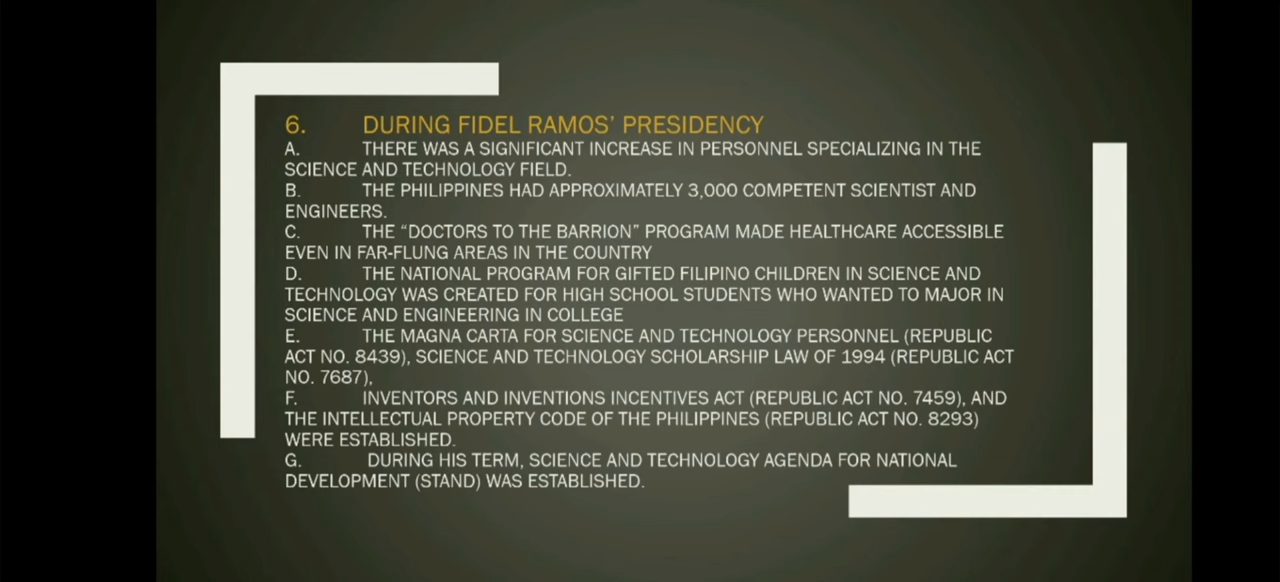 6. DURING FIDEL RAMOS' PRESIDENCY
A. THERE WAS A SIGNIFICANT INCREASE IN PERSONNEL SPECIALIZING IN THE
SCIENCE AND TECHNOLOGY FIELD.
B. THE PHILIPPINES HAD APPROXIMATELY 3,000 COMPETENT SCIENTIST AND
ENGINEERS.
C. THE “DOCTORS TO THE BARRION” PROGRAM MADE HEALTHCARE ACCESSIBLE
EVEN IN FAR-FLUNG AREAS IN THE COUNTRY
D. THE NATIONAL PROGRAM FOR GIFTED FILIPINO CHILDREN IN SCIENCE AND
TECHNOLOGY WAS CREATED FOR HIGH SCHOOL STUDENTS WHO WANTED TO MAJOR IN
SCIENCE AND ENGINEERING IN COLLEGE
E. THE MAGNA CARTA FOR SCIENCE AND TECHNOLOGY PERSONNEL (REPUBLIC
ACT NO. 8439), SCIENCE AND TECHNOLOGY SCHOLARSHIP LAW OF 1994 (REPUBLIC ACT
NO. 7687),
F. INVENTORS AND INVENTIONS INCENTIVES ACT (REPUBLIC ACT NO. 7459), AND
THE INTELLECTUAL PROPERTY CODE OF THE PHILIPPINES (REPUBLIC ACT NO. 8293)
WERE ESTABLISHED.
G. DURING HIS TERM, SCIENCE AND TECHNOLOGY AGENDA FOR NATIONAL
DEVELOPMENT (STAND) WAS ESTABLISHED.